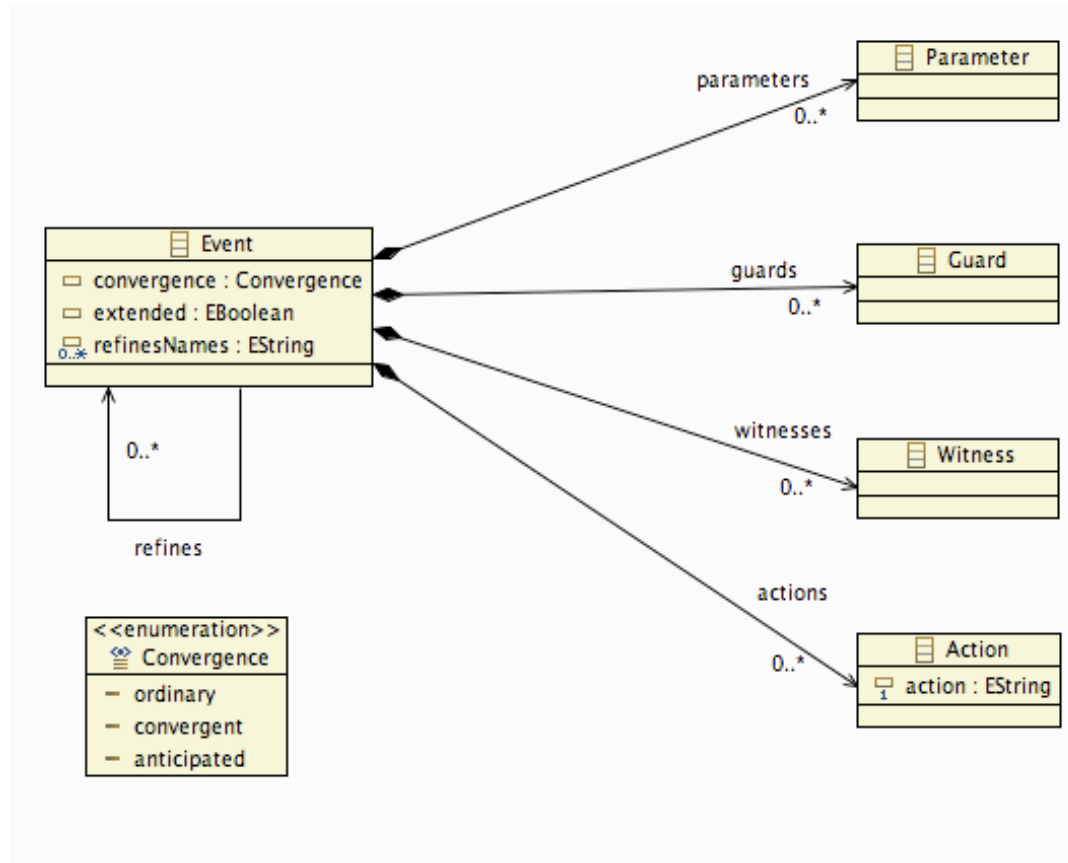 Parameter
parameters
0..*
Event
convergence : Convergence
extended : EBoolean
0..* refinesNames : EString
Guard
guards
0..*
0..*
refines
witnesses
Witness
0..*
actions
0..*
Action
1 action : EString
<<enumeration>>
Convergence
ordinary
convergent
anticipated